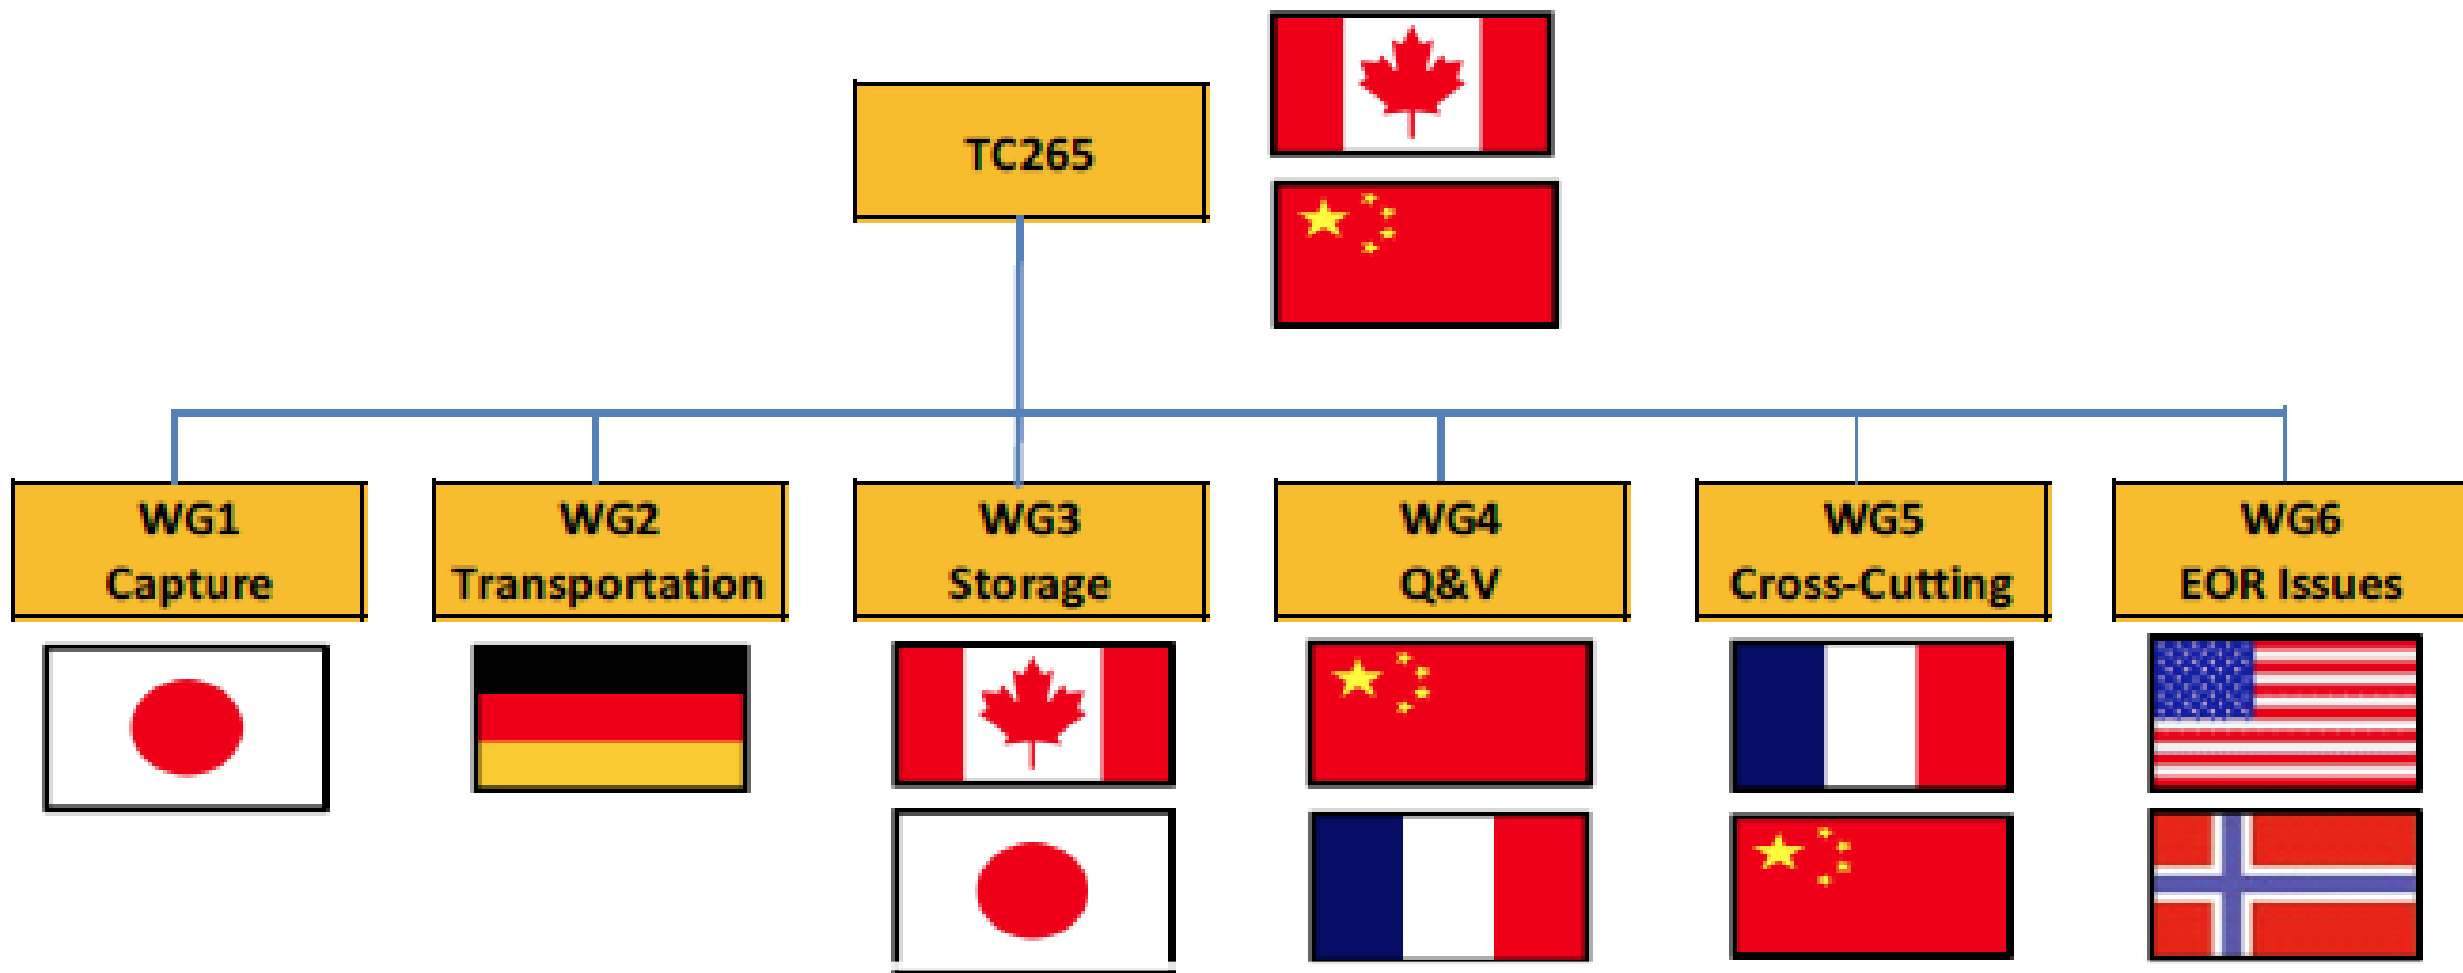 TC265
WG1
Capture
WG2
Transportation
WG3
Storage
WG4
Q&V
WG5
Cross-Cutting
WG6
EOR Issues